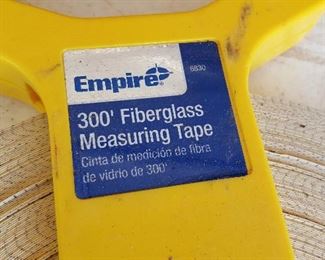 Empire
6830
300' Fiberglass
Measuring Tape
Cinta de medición de fibra
de vidrio de 300'